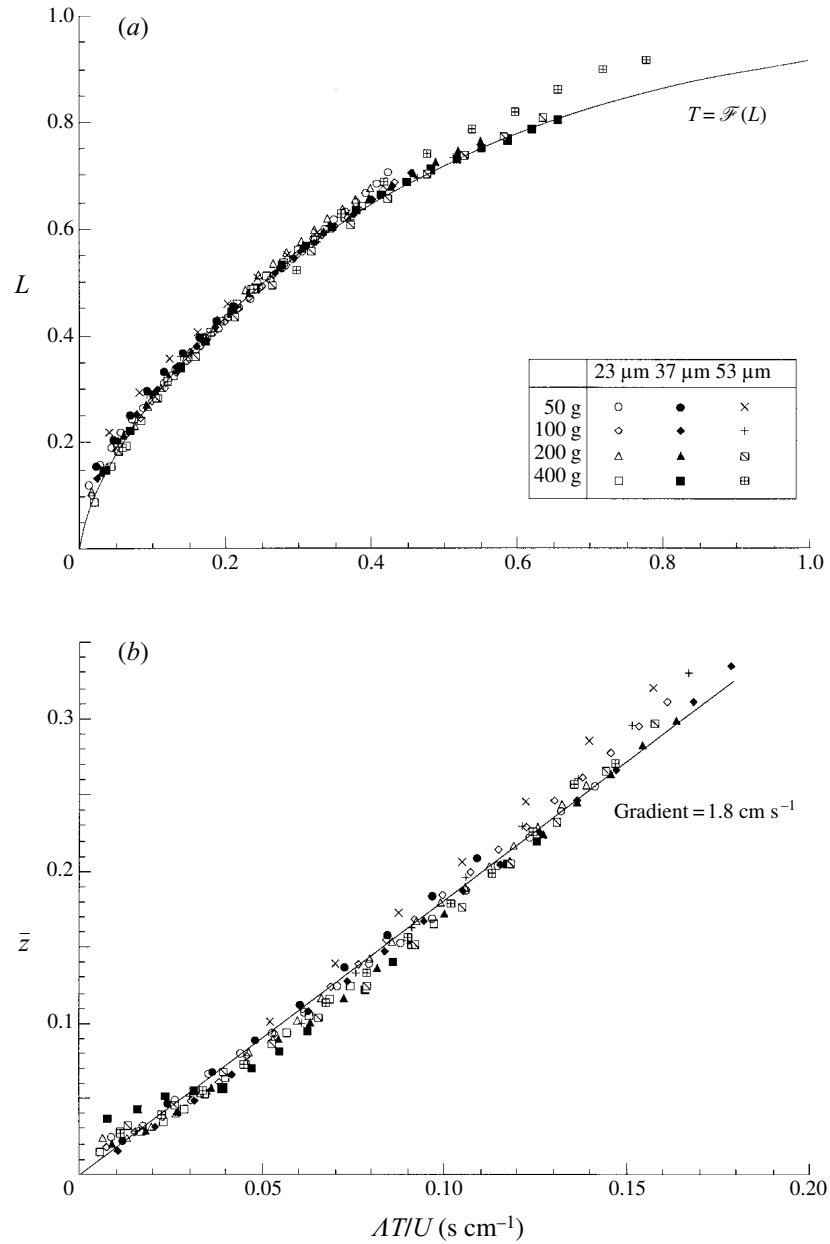 1.0
(a)
0.8
T = ℱ(L)
0.6
L
0.4
23 μm 37 μm 53 μm
50 g
100 g
200 g
400 g
0.2
0 0.2 0.4 0.6 0.8 1.0
(b)
0.3
Gradient = 1.8 cm s⁻¹
0.2
z̄
0.1
0 0.05 0.10 0.15 0.20
ΛT/U (s cm⁻¹)